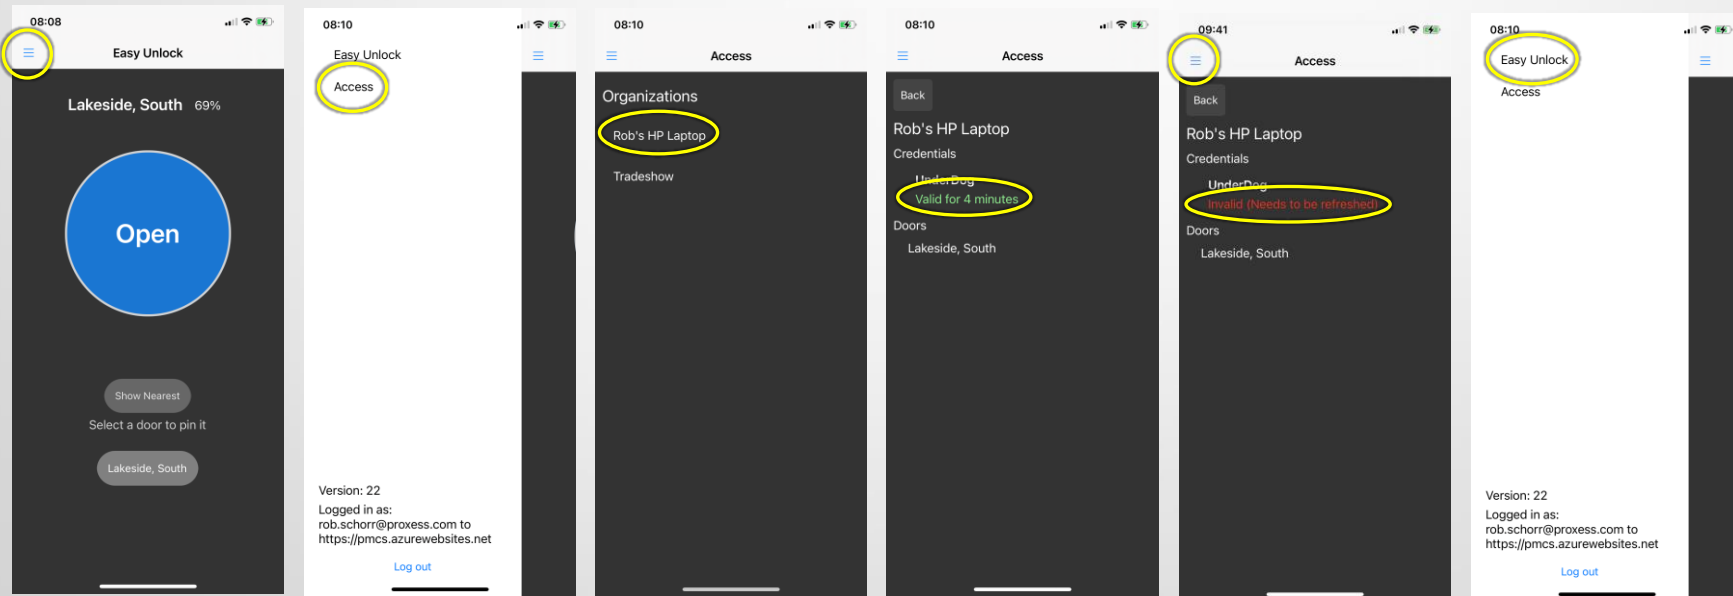 08:08
Easy Unlock
Lakeside, South 69%
Open
Show Nearest
Select a door to pin it
Lakeside, South
08:10
Easy Unlock
Access
Version: 22
Logged in as:
rob.schorr@proxess.com to
https://pmcs.azurewebsites.net
Log out
08:10
Access
Organizations
Rob's HP Laptop
Tradeshow
08:10
Access
Back
Rob's HP Laptop
Credentials
UnderDog
Valid for 4 minutes
Doors
Lakeside, South
09:41
Access
Back
Rob's HP Laptop
Credentials
UnderDog
Invalid (Needs to be refreshed)
Doors
Lakeside, South
08:10
Easy Unlock
Access
Version: 22
Logged in as:
rob.schorr@proxess.com to
https://pmcs.azurewebsites.net
Log out